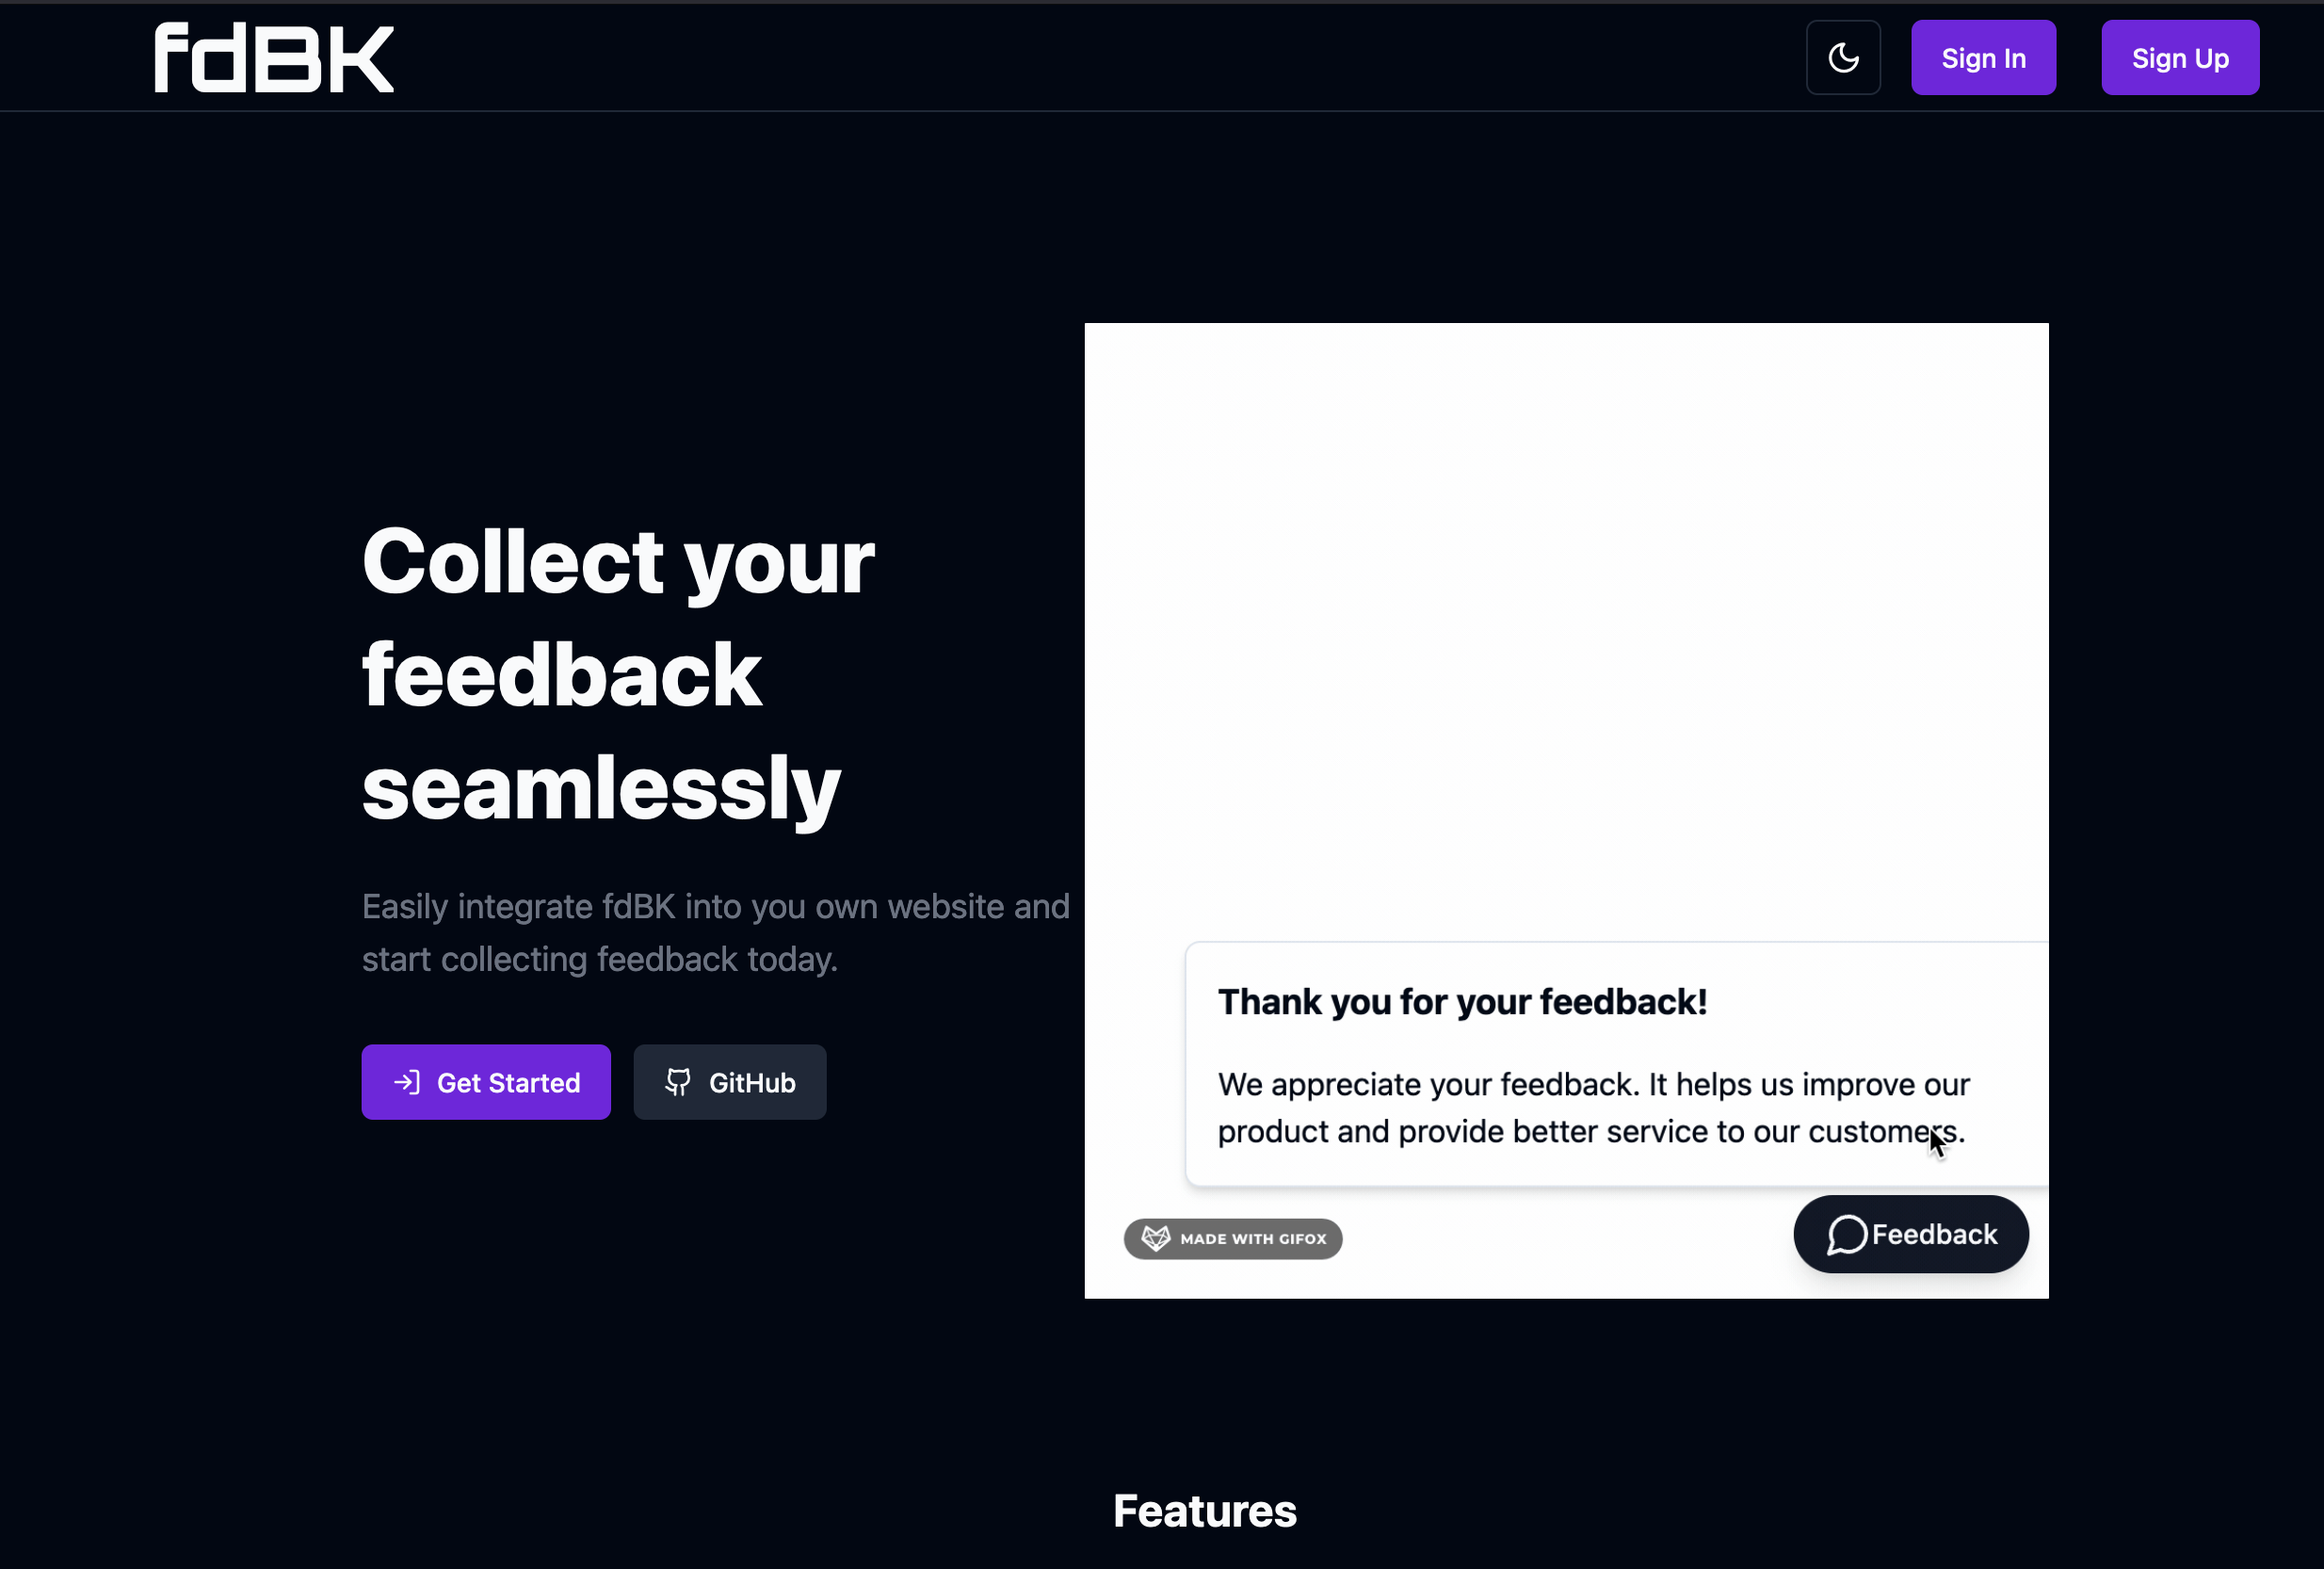 fdBK
Sign In
Sign Up
Collect your
feedback
seamlessly
Easily integrate fdBK into you own website and
start collecting feedback today.
Get Started
GitHub
Thank you for your feedback!
We appreciate your feedback. It helps us improve our
product and provide better service to our customers.
MADE WITH GIFOX
Feedback
Features